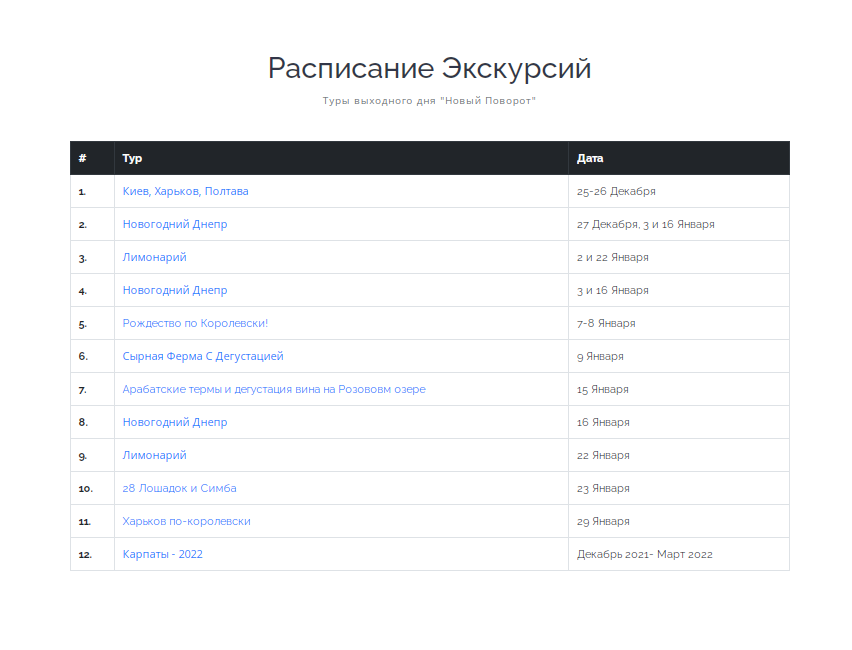 Расписание Экскурсий
Туры выходного дня "Новый Поворот"
# Тур Дата
1. Киев, Харьков, Полтава 25-26 Декабря
2. Новогодний Днепр 27 Декабря, 3 и 16 Января
3. Лимонарий 2 и 22 Января
4. Новогодний Днепр 3 и 16 Января
5. Рождество по Королевски! 7-8 Января
6. Сырная Ферма С Дегустацией 9 Января
7. Арабатские термы и дегустация вина на Розововм озере 15 Января
8. Новогодний Днепр 16 Января
9. Лимонарий 22 Января
10. 28 Лошадок и Симба 23 Января
11. Харьков по-королевски 29 Января
12. Карпаты - 2022 Декабрь 2021- Март 2022